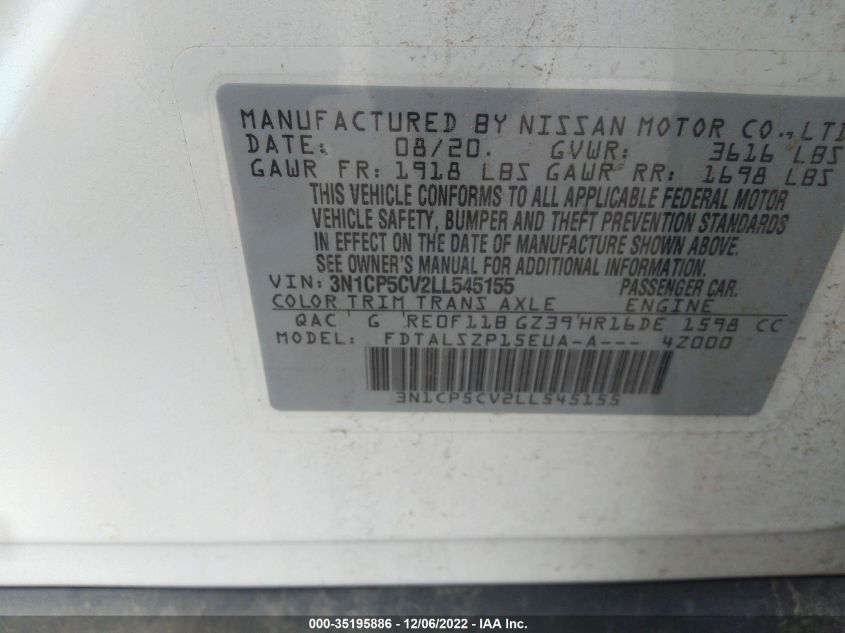 MANUFACTURED BY NISSAN MOTOR CO., LTD
DATE: 08/20. GVWR: 3616 LBS
GAWR FR: 1918 LBS GAWR RR: 1698 LBS
THIS VEHICLE CONFORMS TO ALL APPLICABLE FEDERAL MOTOR
VEHICLE SAFETY, BUMPER AND THEFT PREVENTION STANDARDS
IN EFFECT ON THE DATE OF MANUFACTURE SHOWN ABOVE.
SEE OWNER'S MANUAL FOR ADDITIONAL INFORMATION.
VIN: 3N1CP5CV2LL545155 PASSENGER CAR.
COLOR TRIM TRANS AXLE ENGINE
QAC G RE0F11B GZ39 HR16DE 1598 CC
MODEL: FDTALSZP15EUA-A--- 4Z000
3N1CP5CV2LL545155
000-35195886 - 12/06/2022 - IAA Inc.